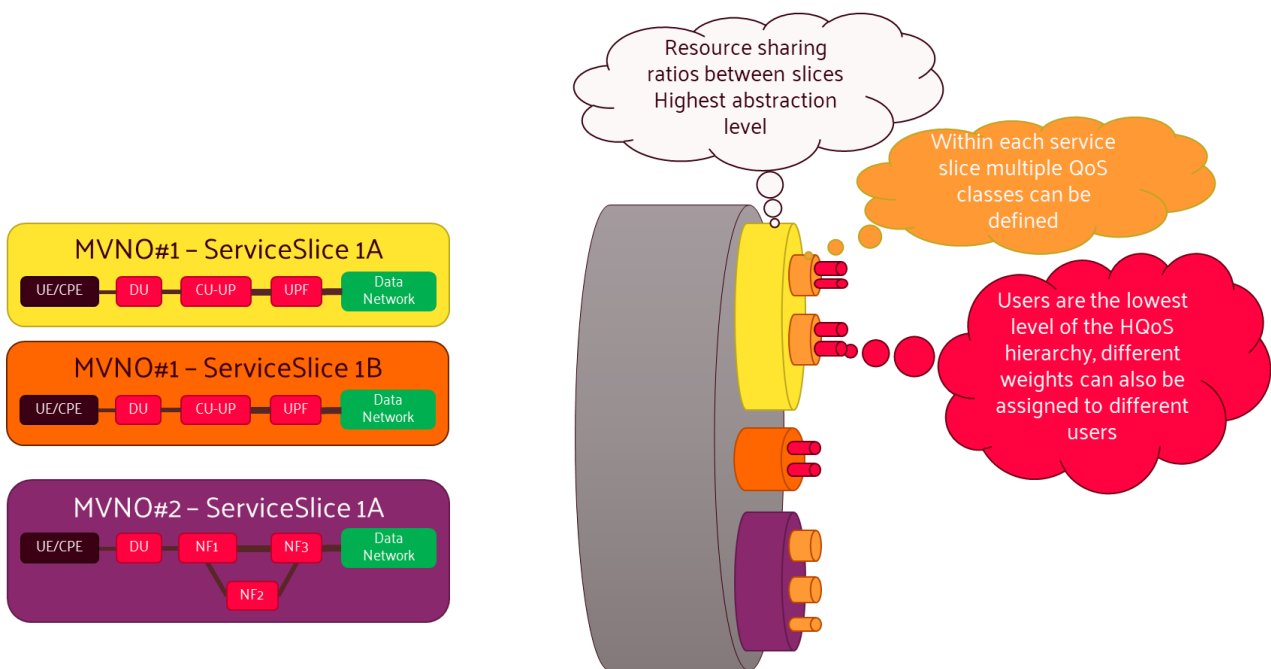 Resource sharing
ratios between slices
Highest abstraction
level
Within each service
slice multiple QoS
classes can be
defined
MVNO#1 – ServiceSlice 1A
UE/CPE
DU
CU-UP
UPF
Data
Network
Users are the lowest
level of the HQoS
hierarchy, different
weights can also be
assigned to different
users
MVNO#1 – ServiceSlice 1B
UE/CPE
DU
CU-UP
UPF
Data
Network
MVNO#2 – ServiceSlice 1A
UE/CPE
DU
NF1
NF3
Data
Network
NF2